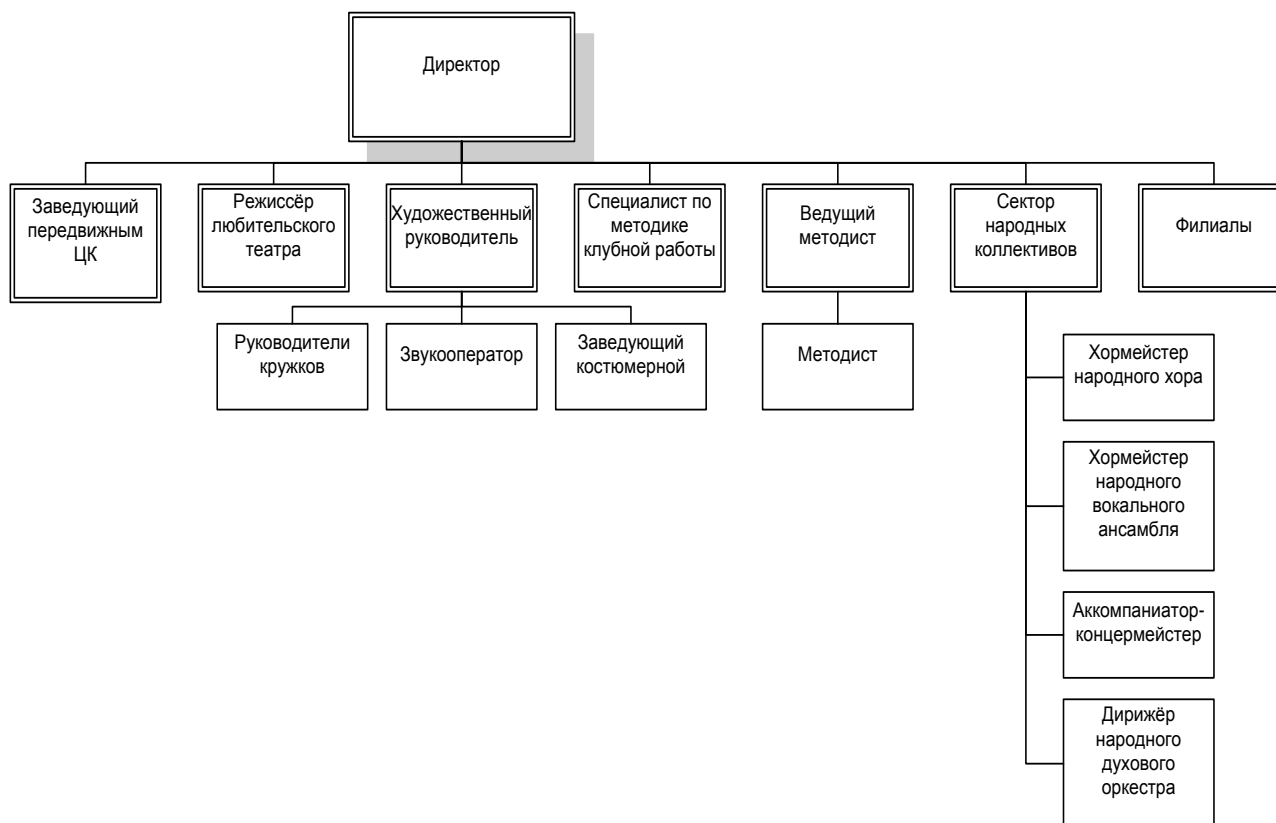 Директор
Заведующий
передвижным
ЦК
Режиссёр
любительского
театра
Художественный
руководитель
Специалист по
методике
клубной работы
Ведущий
методист
Сектор
народных
коллективов
Филиалы
Руководители
кружков
Звукооператор
Заведующий
костюмерной
Методист
Хормейстер
народного хора
Хормейстер
народного
вокального
ансамбля
Аккомпаниатор-
концермейстер
Дирижёр
народного
духового
оркестра